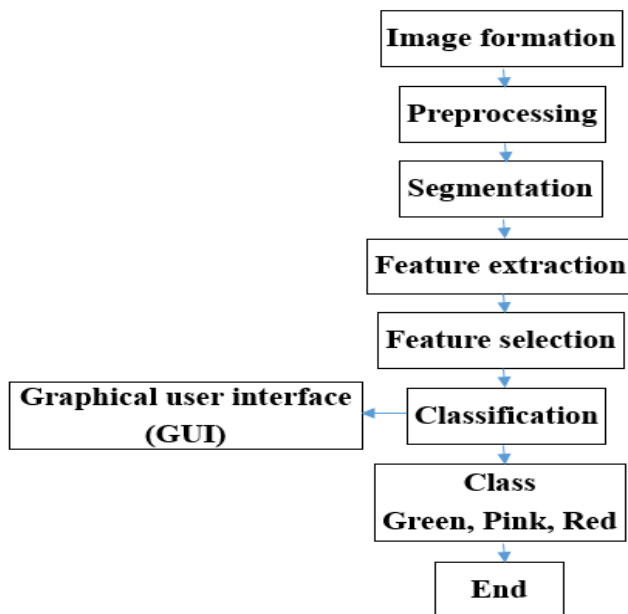 Image formation
Preprocessing
Segmentation
Feature extraction
Feature selection
Graphical user interface
(GUI)
Classification
Class
Green, Pink, Red
End